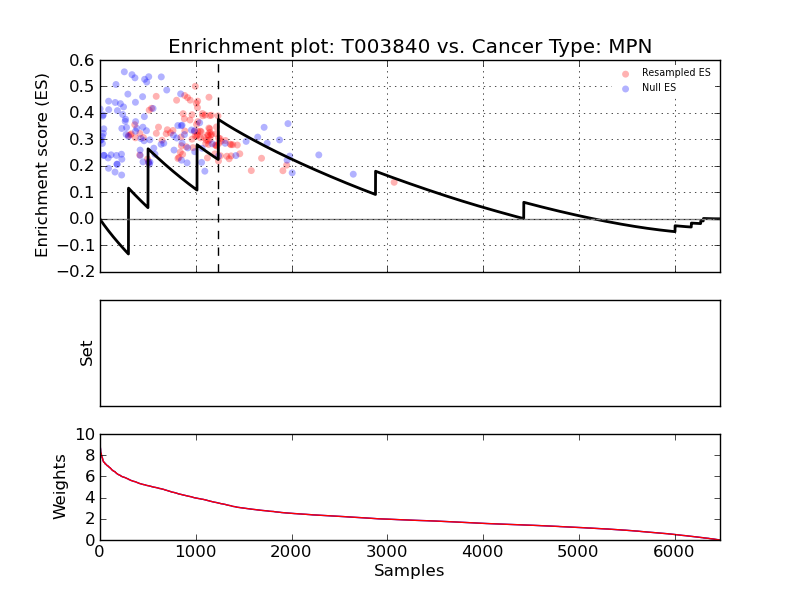 Enrichment plot: T003840 vs. Cancer Type: MPN
Enrichment score (ES)
0.6
0.5
0.4
0.3
0.2
0.1
0.0
−0.1
−0.2
Resampled ES
Null ES
Set
Weights
10
8
6
4
2
0
0 1000 2000 3000 4000 5000 6000
Samples